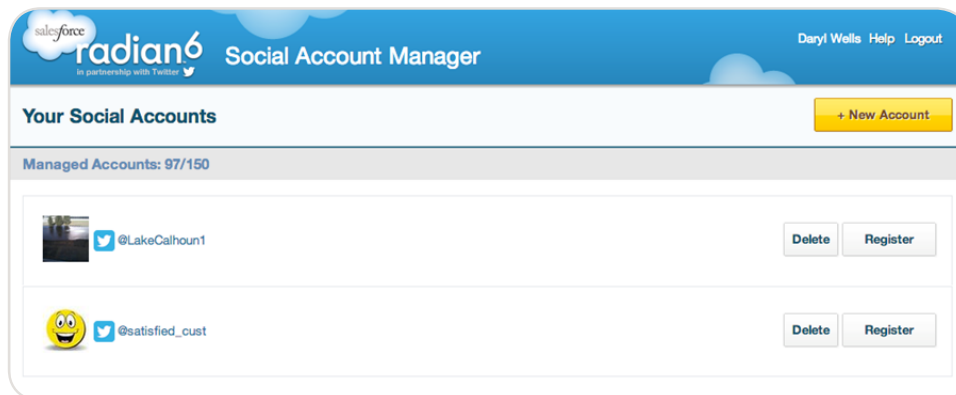 salesforce
radian6
in partnership with Twitter
Social Account Manager
Daryl Wells Help Logout
Your Social Accounts
+ New Account
Managed Accounts: 97/150
@LakeCalhoun1
Delete Register
@satisfied_cust
Delete Register